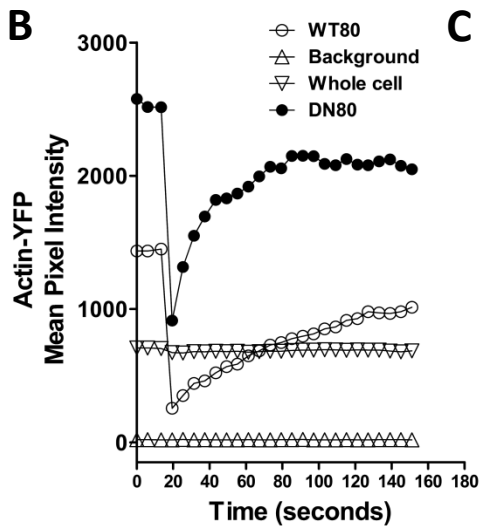 B
C
WT80
Background
Whole cell
DN80
Actin-YFP
Mean Pixel Intensity
3000
2000
1000
0
0 20 40 60 80 100 120 140 160 180
Time (seconds)